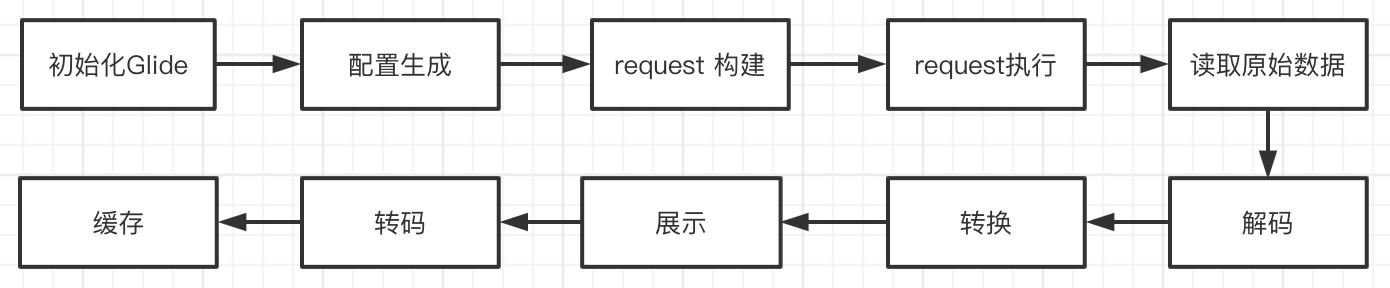 初始化Glide
配置生成
request 构建
request执行
读取原始数据
缓存
转码
展示
转换
解码